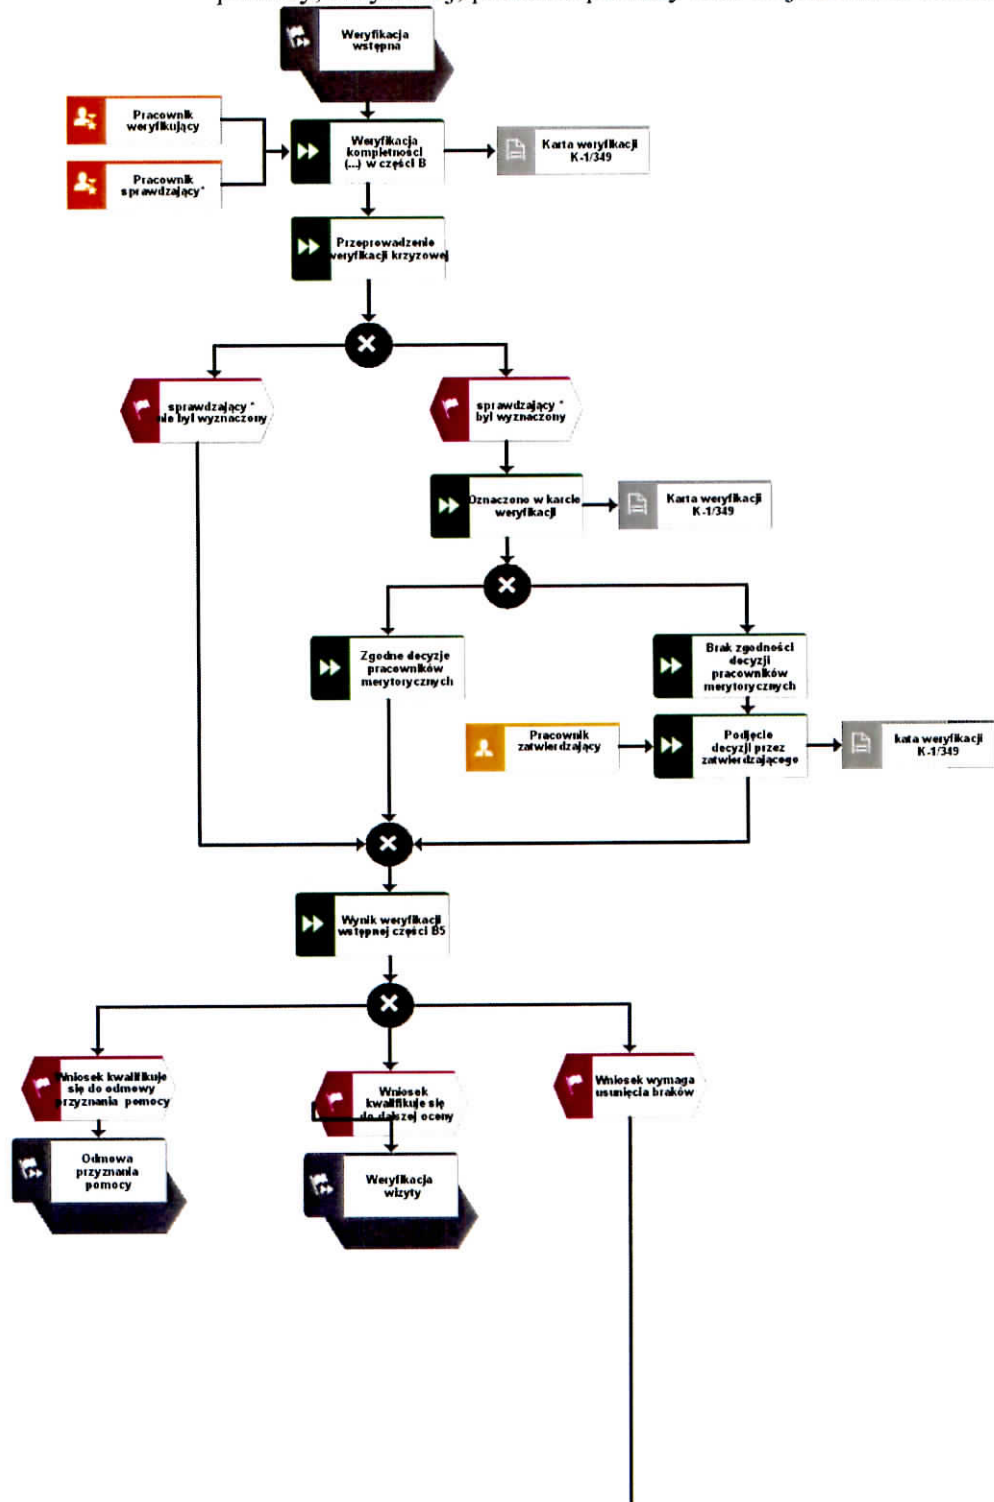 Weryfikacja
wstępna
Pracownik
weryfikujący
Pracownik
sprawdzający*
Weryfikacja
kompletności
(...) w części B
Karta weryfikacji
K-1/349
Przeprowadzenie
weryfikacji krzyzowej
sprawdzający *
nie był wyznaczony
sprawdzający *
był wyznaczony
Oznaczono w karcie
weryfikacji
Karta weryfikacji
K-1/349
Zgodne decyzje
pracowników
merytorycznych
Brak zgodności
decyzji
pracowników
merytorycznych
Pracownik
zatwierdzający
Podjęcie
decyzji przez
zatwierdzającego
kata weryfikacji
K-1/349
Wynik weryfikacji
wstępnej części B5
Wniosek kwalifikuje
się do odmowy
przyznania pomocy
Wniosek
kwalifikuje się
do dalszej oceny
Wniosek wymaga
usunięcia braków
Odmowa
przyznania
pomocy
Weryfikacja
wizyty